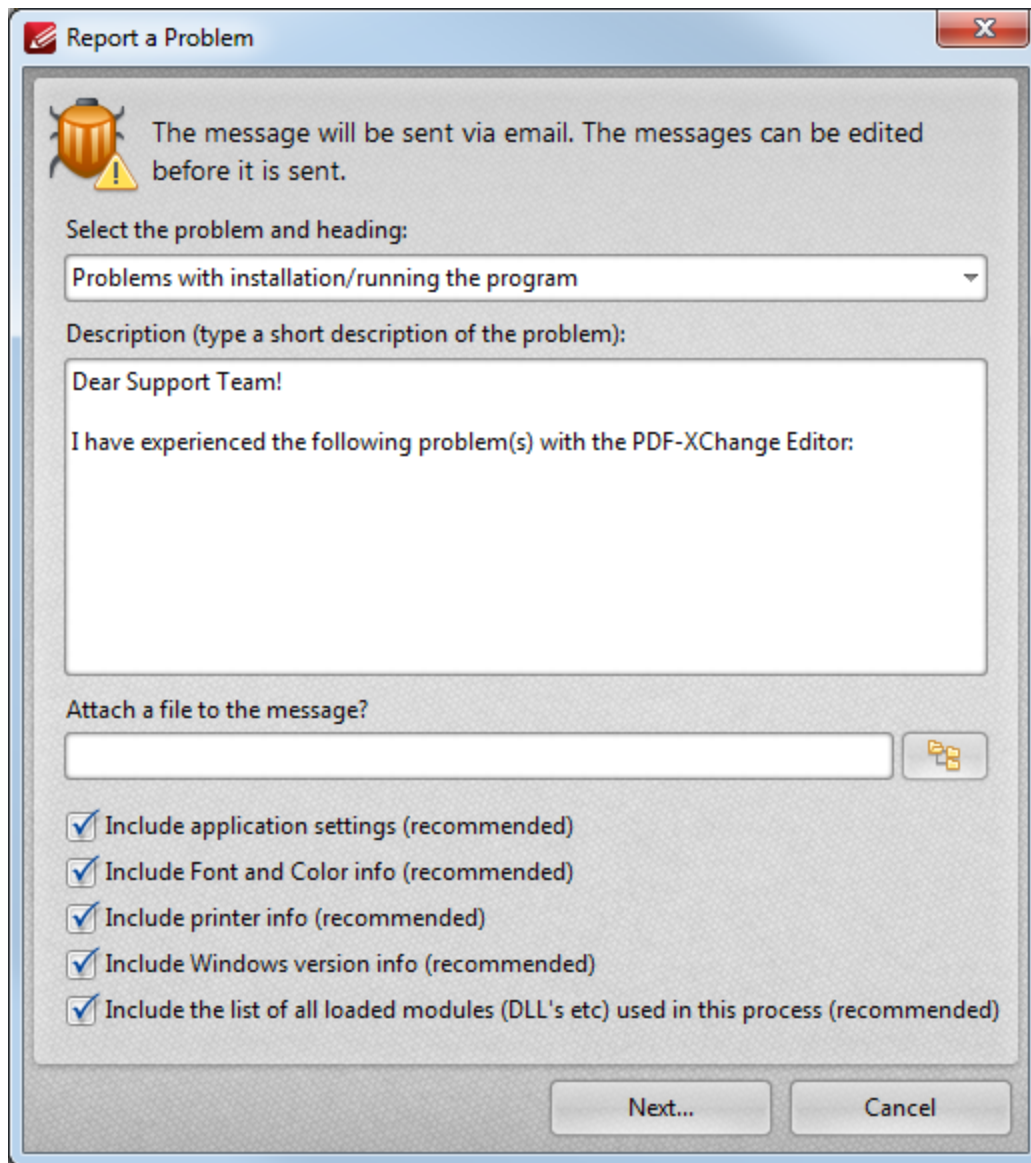 Report a Problem
The message will be sent via email. The messages can be edited
before it is sent.
Select the problem and heading:
Problems with installation/running the program
Description (type a short description of the problem):
Dear Support Team!
I have experienced the following problem(s) with the PDF-XChange Editor:
Attach a file to the message?
Include application settings (recommended)
Include Font and Color info (recommended)
Include printer info (recommended)
Include Windows version info (recommended)
Include the list of all loaded modules (DLL's etc) used in this process (recommended)
Next...
Cancel